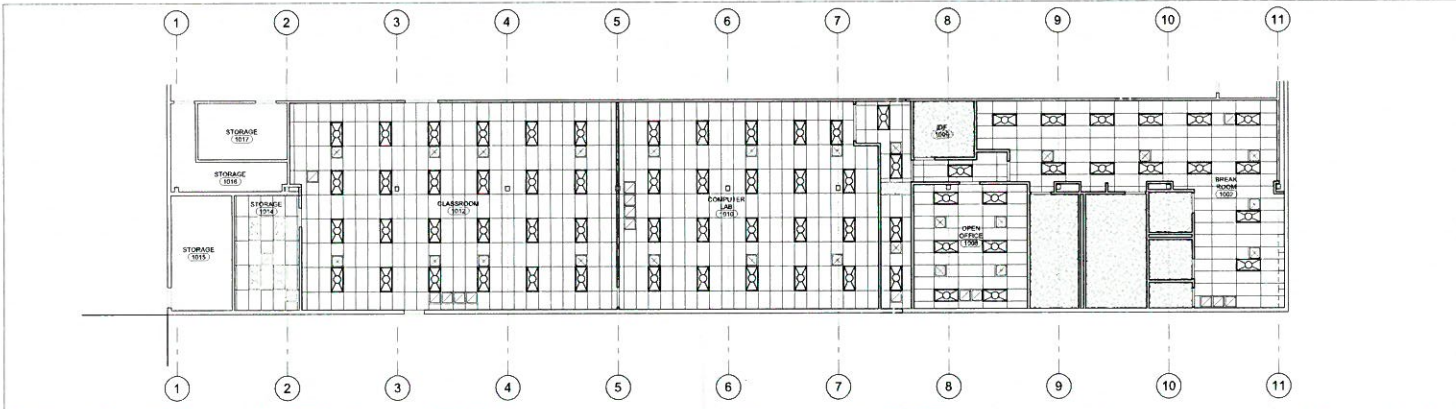 1 2 3 4 5 6 7 8 9 10 11
STORAGE
1017
STORAGE
1016
STORAGE
1014
STORAGE
1015
CLASSROOM
1012
COMPUTER
LAB
1010
IDF
OPEN
OFFICE
1008
BREAK
ROOM
1002
1 2 3 4 5 6 7 8 9 10 11